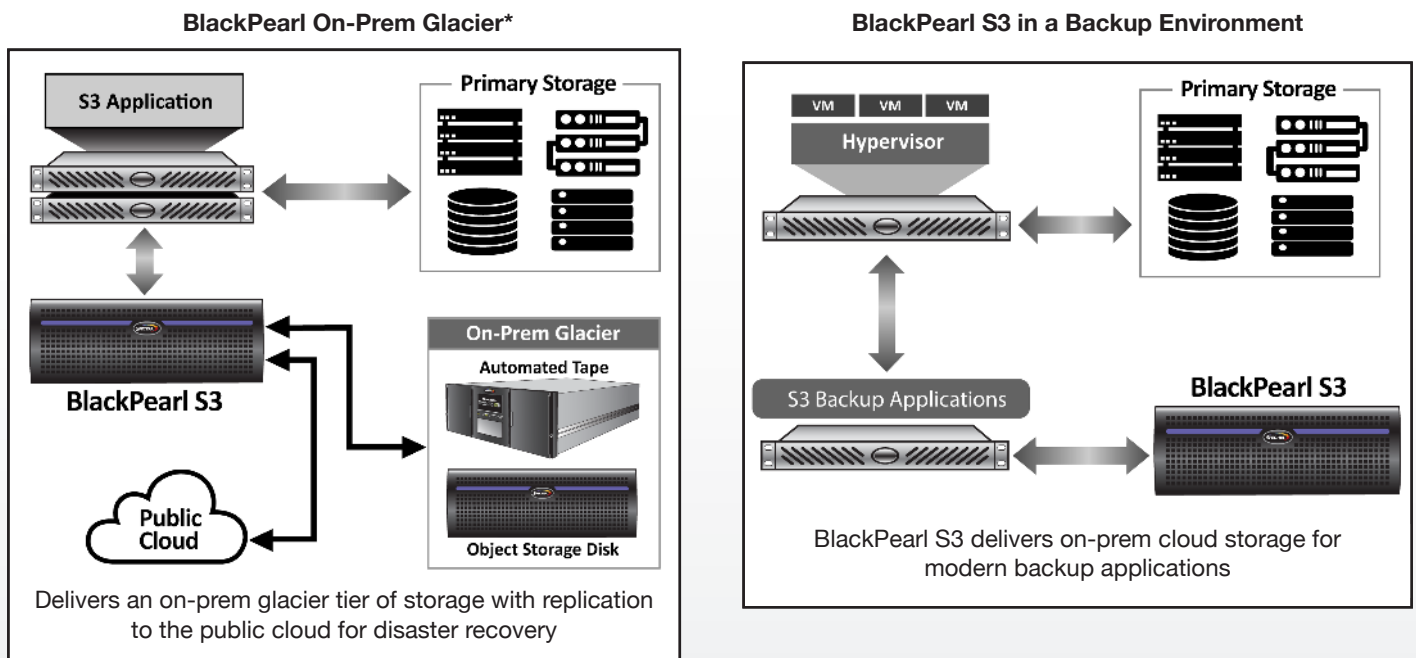 BlackPearl On-Prem Glacier*
S3 Application
Primary Storage
BlackPearl S3
On-Prem Glacier
Automated Tape
Object Storage Disk
Public
Cloud
Delivers an on-prem glacier tier of storage with replication
to the public cloud for disaster recovery
BlackPearl S3 in a Backup Environment
VM VM VM
Hypervisor
Primary Storage
S3 Backup Applications
BlackPearl S3
BlackPearl S3 delivers on-prem cloud storage for
modern backup applications